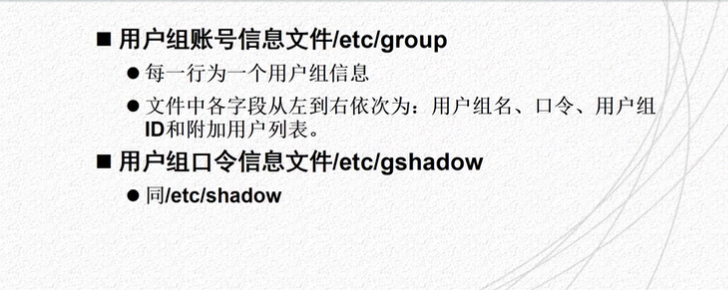 ■ 用户组账号信息文件/etc/group
● 每一行为一个用户组信息
● 文件中各字段从左到右依次为：用户组名、口令、用户组
ID和附加用户列表。
■ 用户组口令信息文件/etc/gshadow
● 同/etc/shadow